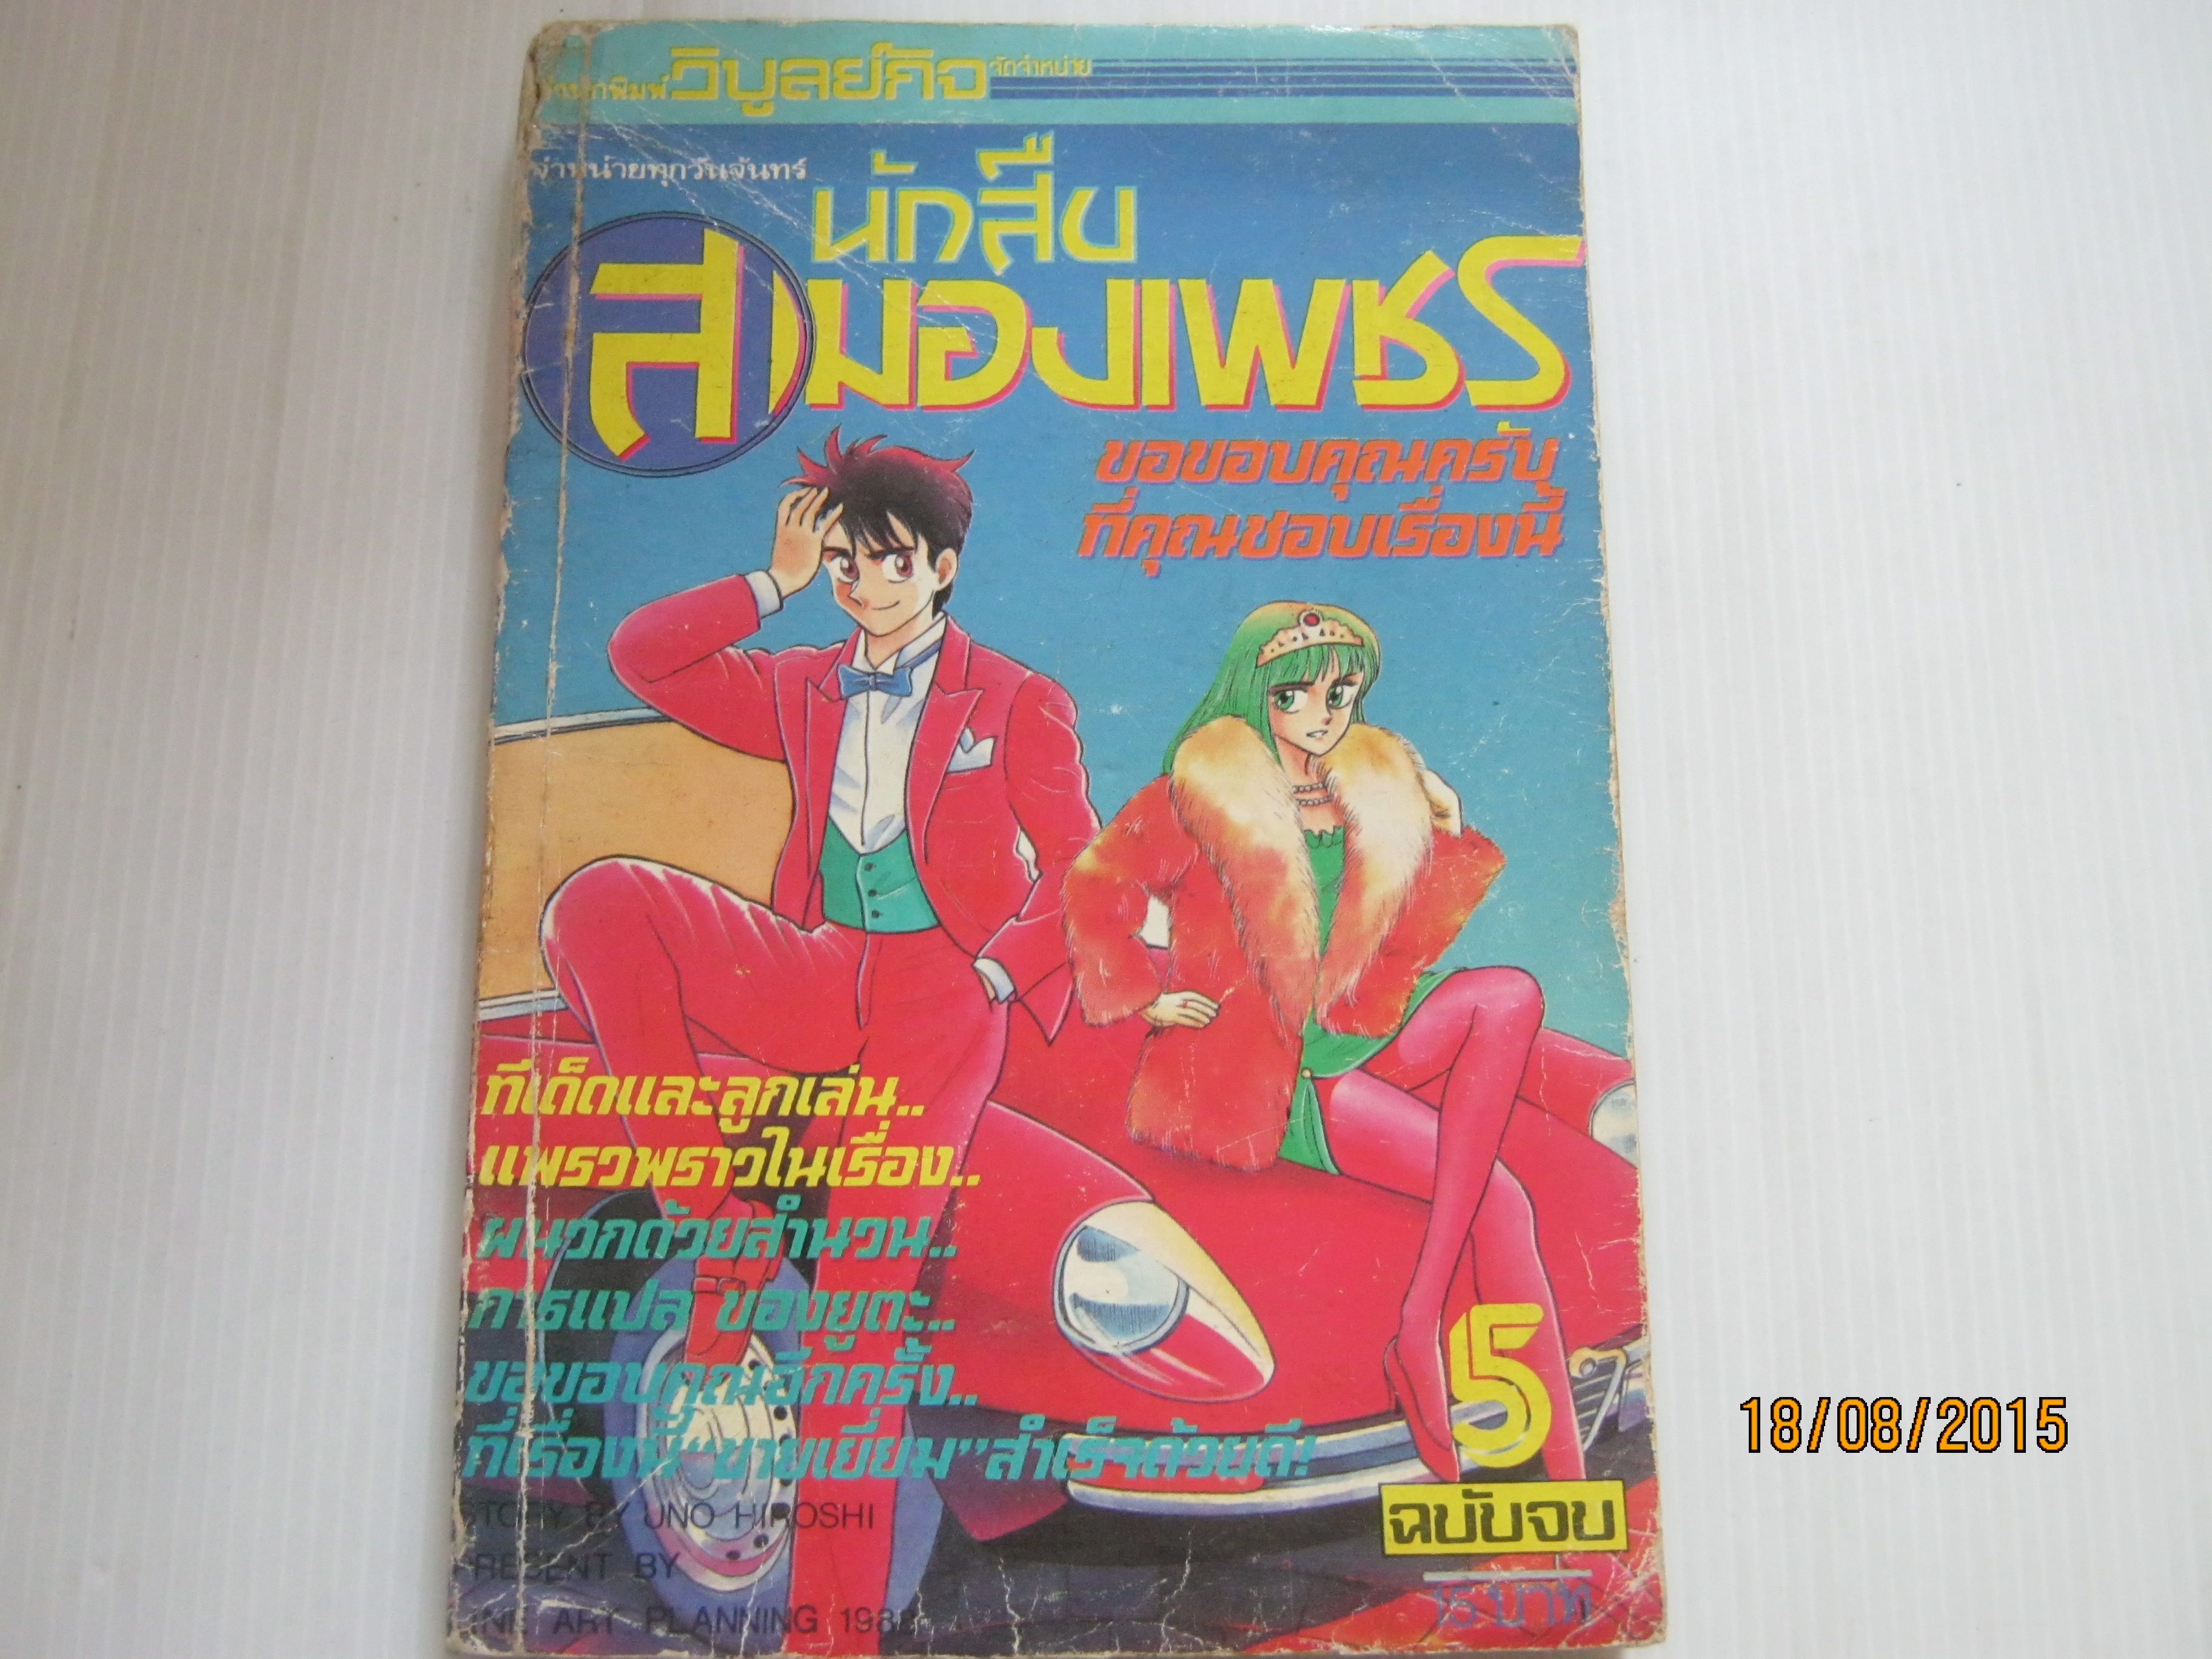 สำนักพิมพ์วิบูลย์กิจ จัดจำหน่าย
จำหน่ายทุกวันจันทร์
นักสืบ
สมองเพชร
ขอขอบคุณครับ
ที่คุณชอบเรื่องนี้
ทีเด็ดและลูกเล่น..
แพรวพราวในเรื่อง..
ผนวกด้วยสำนวน..
การแปล ของยูตะ..
ขอขอบคุณอีกครั้ง..
ที่เรื่องนี้"ขายเยี่ยม"สำเร็จด้วยดี!
5
ฉบับจบ
15 บาท
STORY BY UNO HIROSHI
PRESENT BY
ART PLANNING
18/08/2015